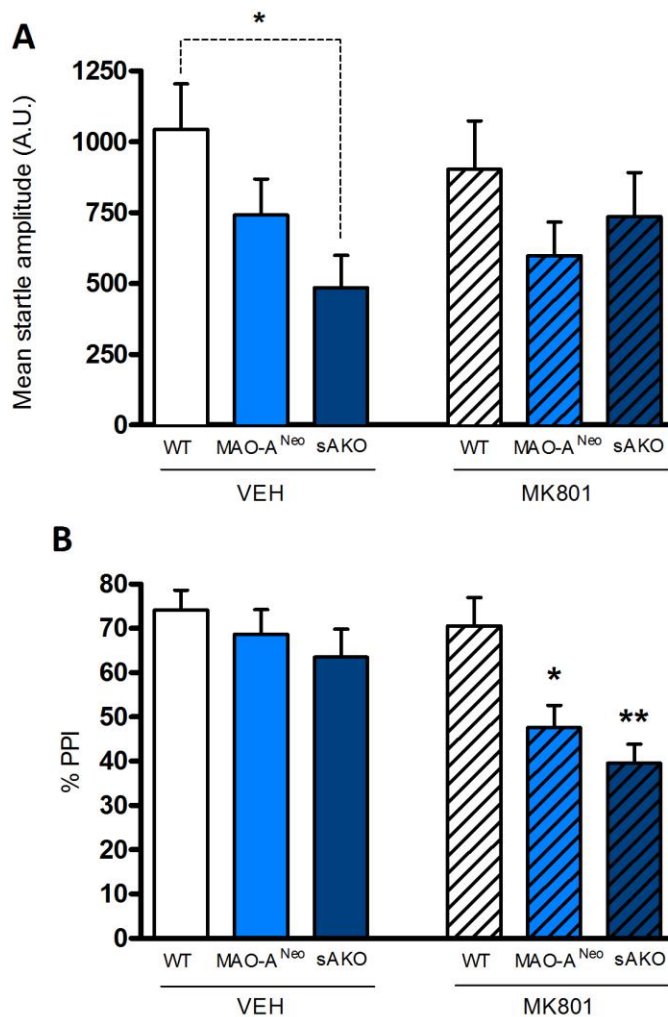 A
*
Mean startle amplitude (A.U.)
1250
1000
750
500
250
0
WT MAO-A Neo sAKO WT MAO-A Neo sAKO
VEH MK801
B
% PPI
80
70
60
50
40
30
20
10
0
*
**
WT MAO-A Neo sAKO WT MAO-A Neo sAKO
VEH MK801